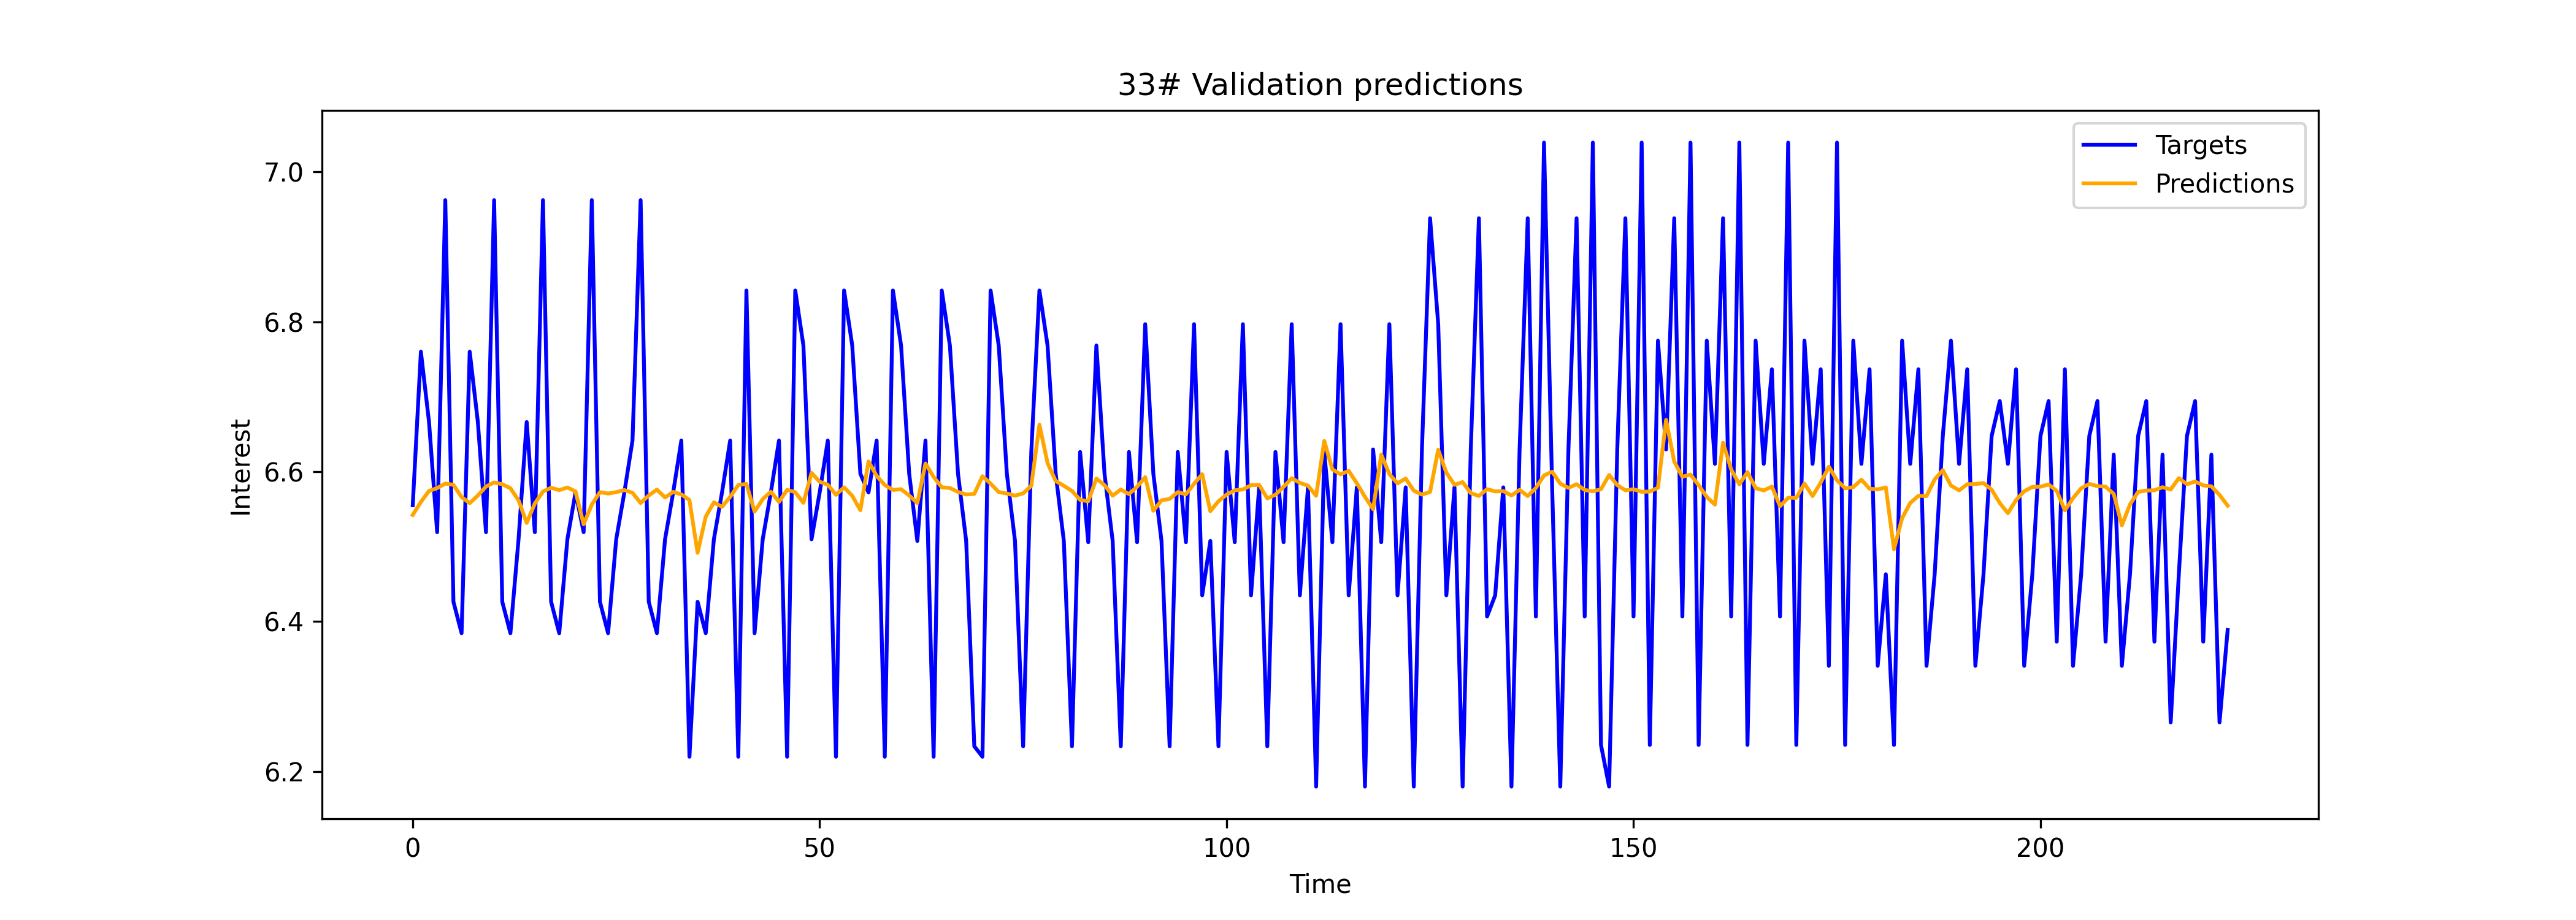 33# Validation predictions
Targets
Predictions
Interest
7.0
6.8
6.6
6.4
6.2
0
50
100
150
200
Time